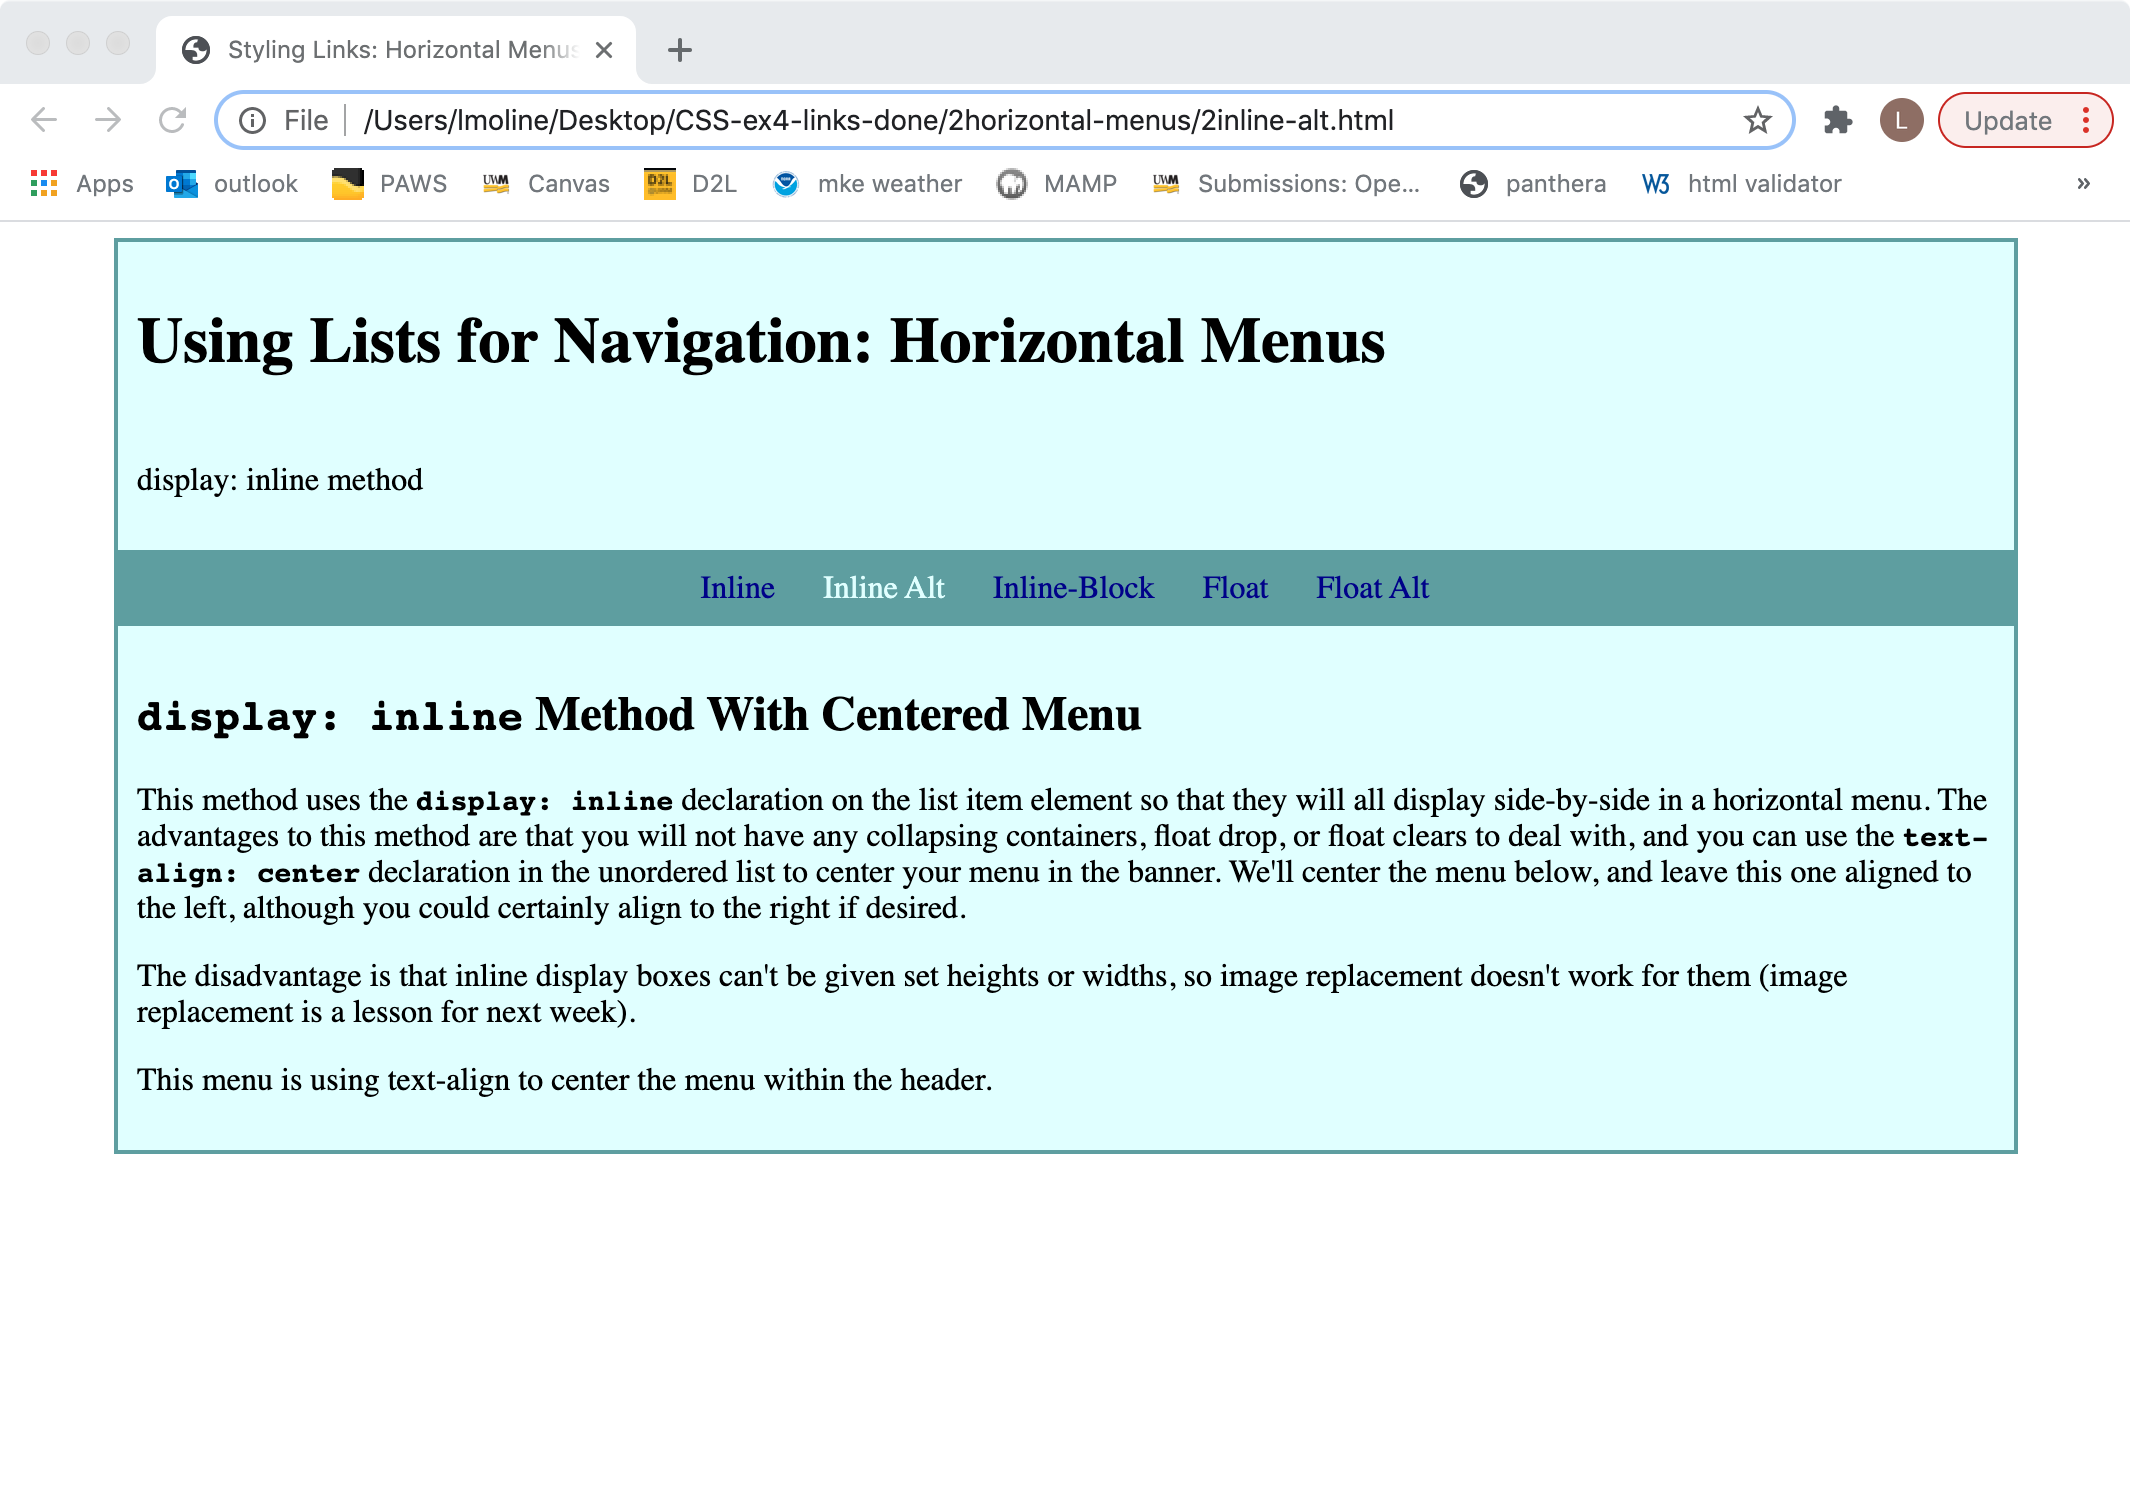 Styling Links: Horizontal Menus
File /Users/lmoline/Desktop/CSS-ex4-links-done/2horizontal-menus/2inline-alt.html L Update
Apps outlook PAWS UWM Canvas D2L D2L mke weather MAMP UWM Submissions: Ope... panthera W3 html validator »
Using Lists for Navigation: Horizontal Menus
display: inline method
Inline Inline Alt Inline-Block Float Float Alt
display: inline Method With Centered Menu
This method uses the display: inline declaration on the list item element so that they will all display side-by-side in a horizontal menu. The
advantages to this method are that you will not have any collapsing containers, float drop, or float clears to deal with, and you can use the text-
align: center declaration in the unordered list to center your menu in the banner. We'll center the menu below, and leave this one aligned to
the left, although you could certainly align to the right if desired.
The disadvantage is that inline display boxes can't be given set heights or widths, so image replacement doesn't work for them (image
replacement is a lesson for next week).
This menu is using text-align to center the menu within the header.